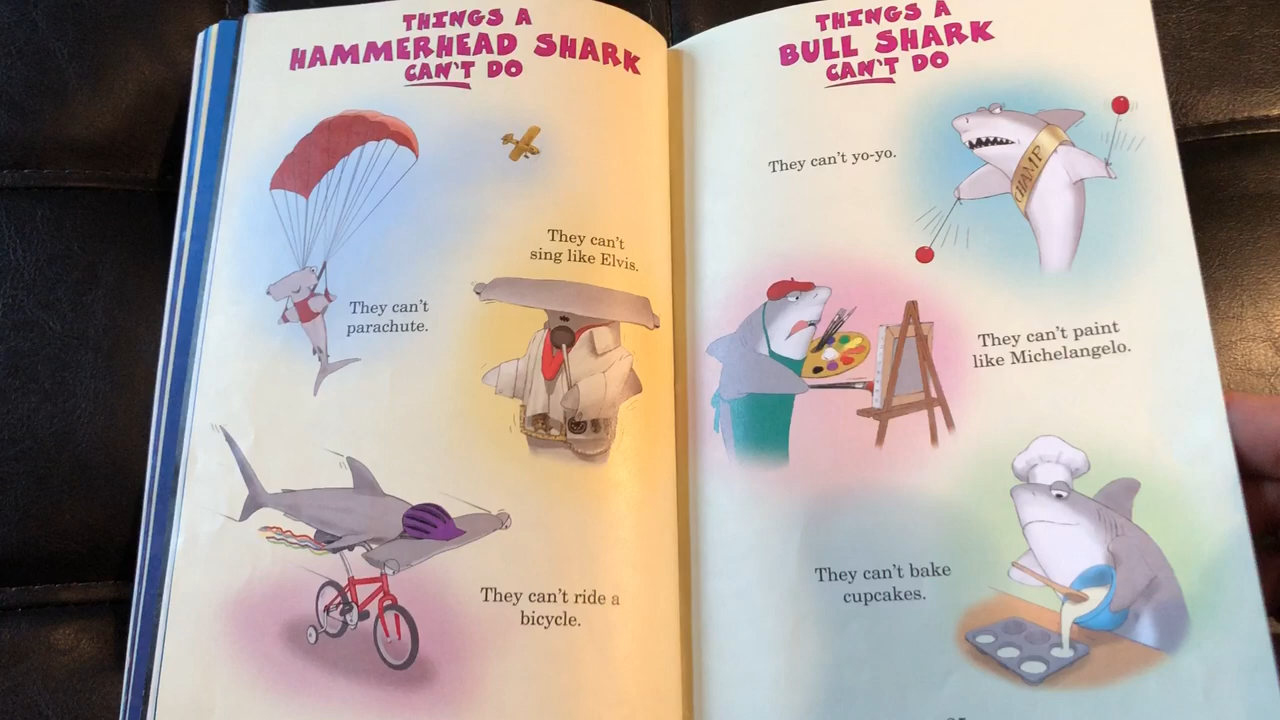 THINGS A
HAMMERHEAD SHARK
CAN'T DO
They can't
parachute.
They can't
sing like Elvis.
They can't ride a
bicycle.
THINGS A
BULL SHARK
CAN'T DO
They can't yo-yo.
CHAMP
They can't paint
like Michelangelo.
They can't bake
cupcakes.